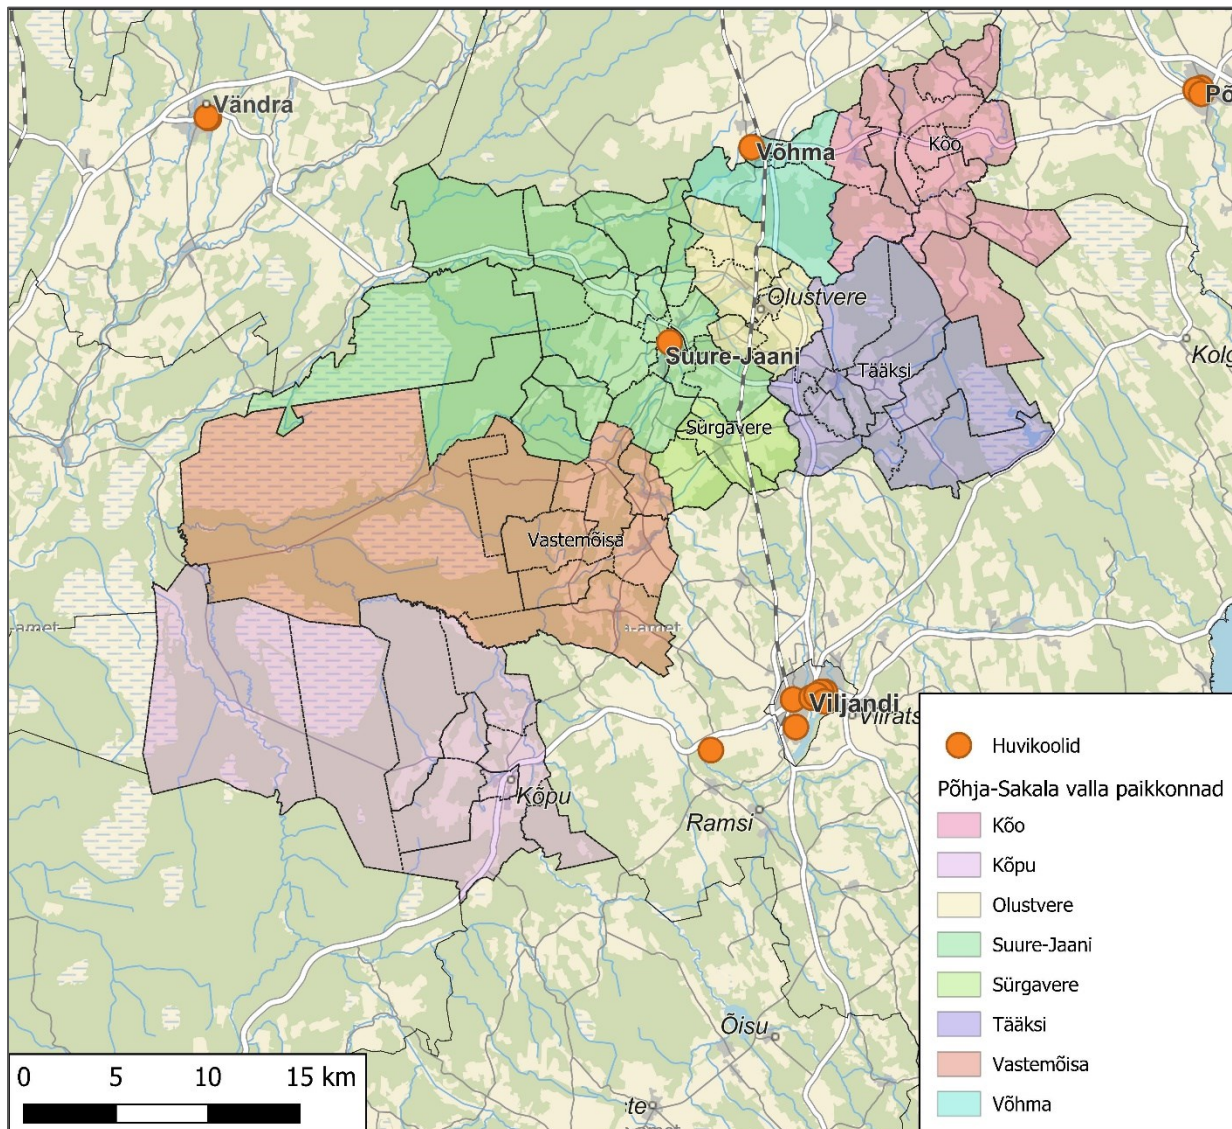 Vändra
Võhma
Põ
Kõo
Olustvere
Suure-Jaani
Kolg
Tääksi
Sürgavere
Vastemõisa
-amet
a-amet
Viljandi
Viirats
Kõpu
Ramsi
Õisu
te
Huvikoolid
Põhja-Sakala valla paikkonnad
Kõo
Kõpu
Olustvere
Suure-Jaani
Sürgavere
Tääksi
Vastemõisa
Võhma
0 5 10 15 km